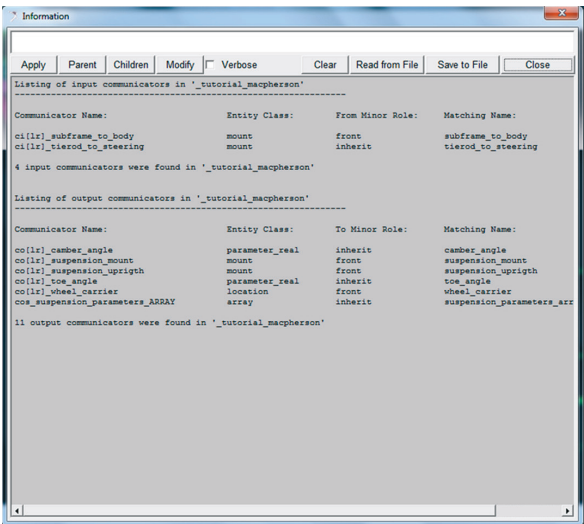 Information
Apply Parent Children Modify Verbose Clear Read from File Save to File Close
Listing of input communicators in '_tutorial_macpherson'
--------------------------------------------------------------------
Communicator Name: Entity Class: From Minor Role: Matching Name:
ci[lr]_subframe_to_body mount front subframe_to_body
ci[lr]_tierod_to_steering mount inherit tierod_to_steering
4 input communicators were found in '_tutorial_macpherson'
Listing of output communicators in '_tutorial_macpherson'
--------------------------------------------------------------------
Communicator Name: Entity Class: To Minor Role: Matching Name:
co[lr]_camber_angle parameter_real inherit camber_angle
co[lr]_suspension_mount mount front suspension_mount
co[lr]_suspension_uprigth mount front suspension_uprigth
co[lr]_toe_angle parameter_real inherit toe_angle
co[lr]_wheel_carrier location front wheel_carrier
cos_suspension_parameters_ARRAY array inherit suspension_parameters_arr
11 output communicators were found in '_tutorial_macpherson'